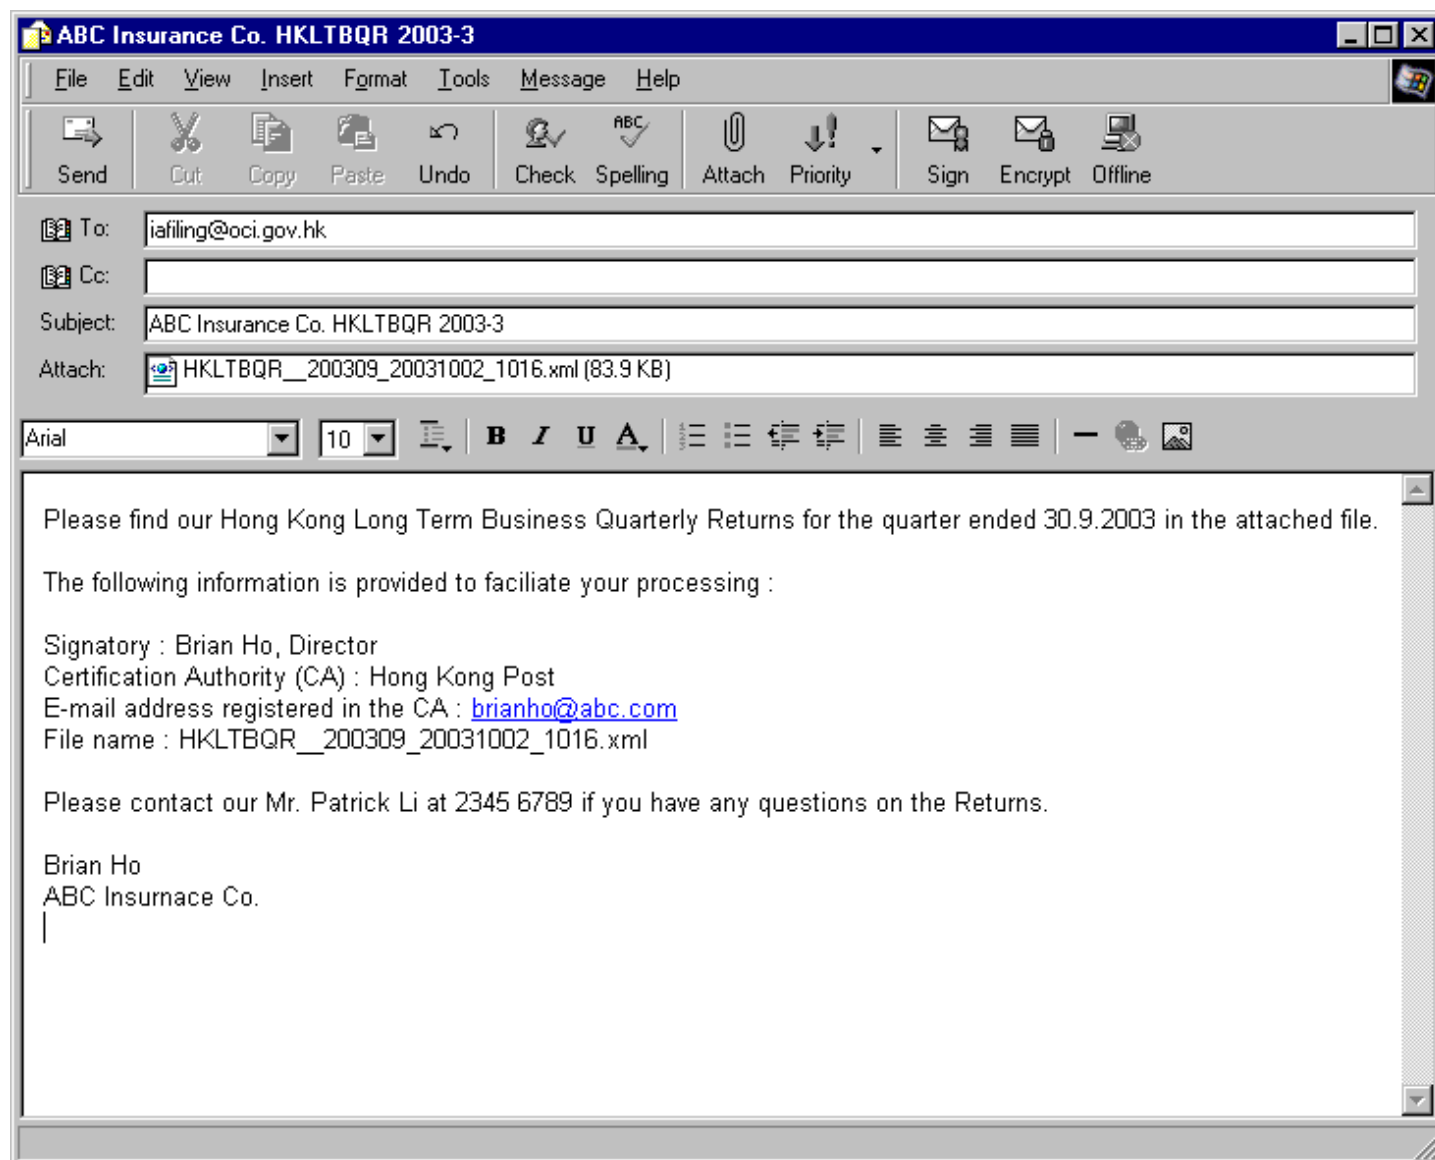 ABC Insurance Co. HKLTBQR 2003-3
File Edit View Insert Format Tools Message Help
ABC
Send Cut Copy Paste Undo Check Spelling Attach Priority Sign Encrypt Offline
To: iafiling@oci.gov.hk
Cc:
Subject: ABC Insurance Co. HKLTBQR 2003-3
Attach: HKLTBQR__200309_20031002_1016.xml (83.9 KB)
Arial 10 B I U A
Please find our Hong Kong Long Term Business Quarterly Returns for the quarter ended 30.9.2003 in the attached file.
The following information is provided to faciliate your processing :
Signatory : Brian Ho, Director
Certification Authority (CA) : Hong Kong Post
E-mail address registered in the CA : brianho@abc.com
File name : HKLTBQR__200309_20031002_1016.xml
Please contact our Mr. Patrick Li at 2345 6789 if you have any questions on the Returns.
Brian Ho
ABC Insurnace Co.